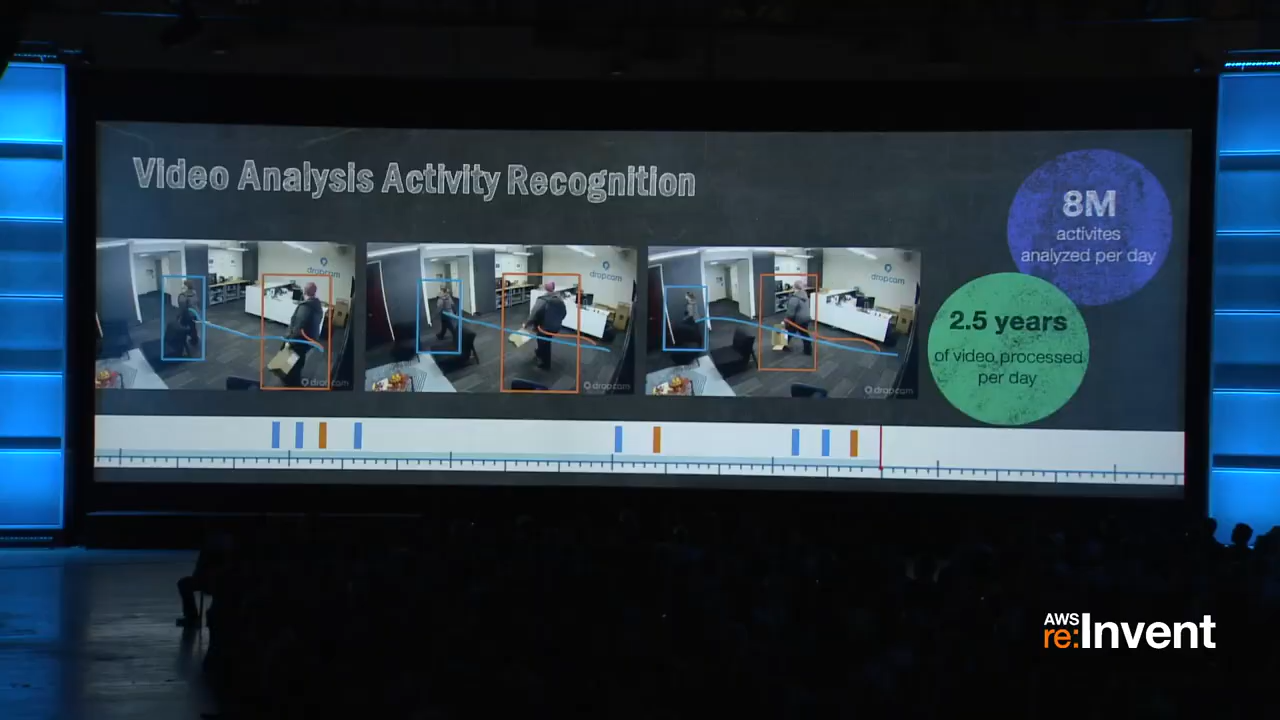 Video Analysis Activity Recognition
8M
activites
analyzed per day
2.5 years
of video processed
per day
dropcam
dropcam
dropcam
dropcam
dropcam
dropcam
AWS
re:Invent